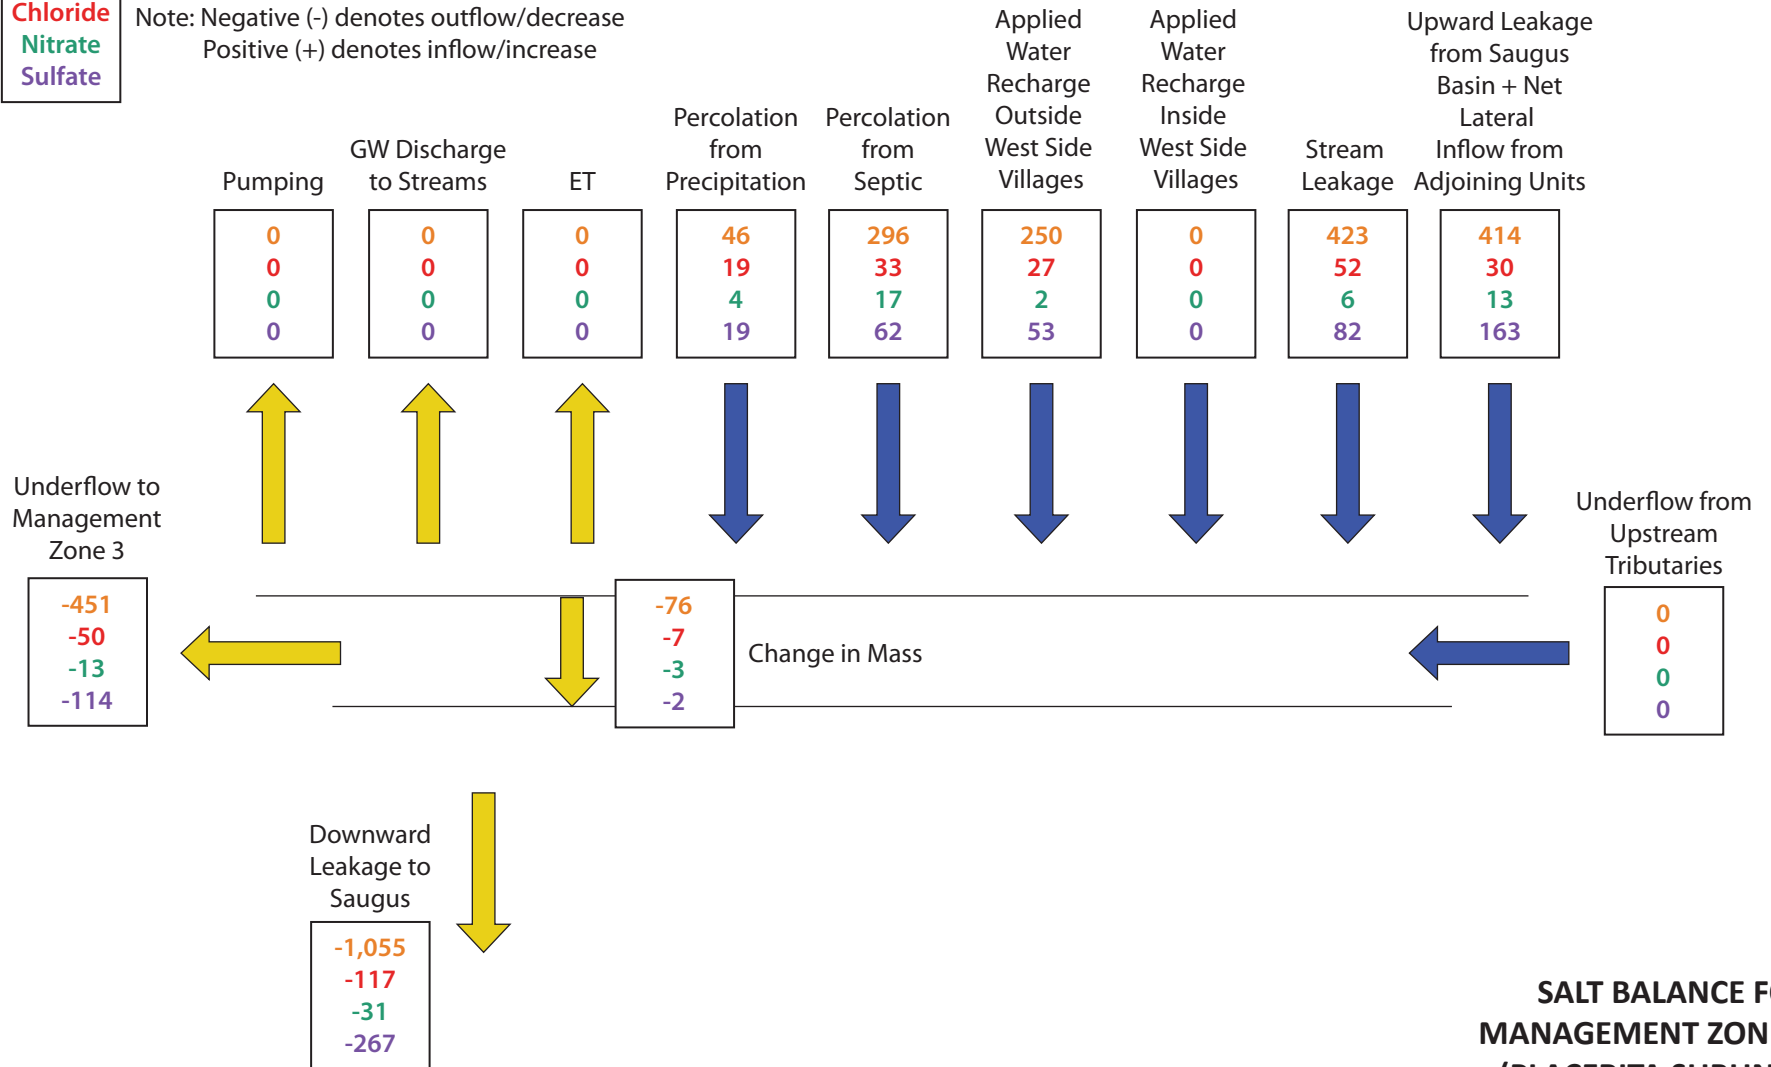 Chloride
Nitrate
Sulfate
Note: Negative (-) denotes outflow/decrease
Positive (+) denotes inflow/increase
Pumping
GW Discharge
to Streams
ET
Percolation
from
Precipitation
Percolation
from
Septic
Applied
Water
Recharge
Outside
West Side
Villages
Applied
Water
Recharge
Inside
West Side
Villages
Stream
Leakage
Upward Leakage
from Saugus
Basin + Net
Lateral
Inflow from
Adjoining Units
0
0
0
0
0
0
0
0
0
0
0
0
46
19
4
19
296
33
17
62
250
27
2
53
0
0
0
0
423
52
6
82
414
30
13
163
Underflow to
Management
Zone 3
-451
-50
-13
-114
-76
-7
-3
-2
Change in Mass
Underflow from
Upstream
Tributaries
0
0
0
0
Downward
Leakage to
Saugus
-1,055
-117
-31
-267
SALT BALANCE
MANAGEMENT ZON